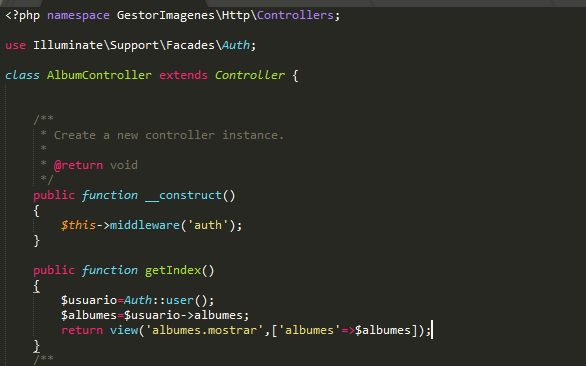 <?php namespace GestorImagenes\Http\Controllers;
use Illuminate\Support\Facades\Auth;
class AlbumController extends Controller {
/**
* Create a new controller instance.
*
* @return void
*/
public function __construct()
{
$this->middleware('auth');
}
public function getIndex()
{
$usuario=Auth::user();
$albumes=$usuario->albumes;
return view('albumes.mostrar',['albumes'=>$albumes]);
}
/**